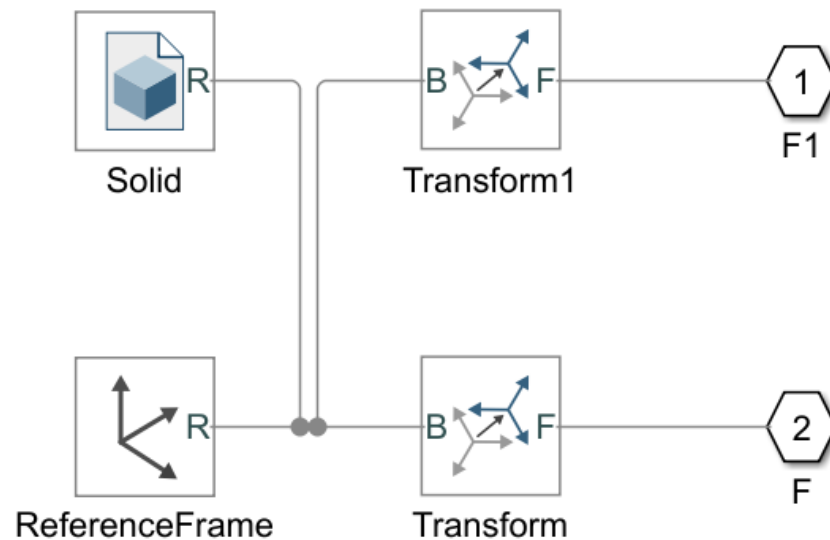 R
B
F
1
Solid
Transform1
F1
R
B
F
2
ReferenceFrame
Transform
F